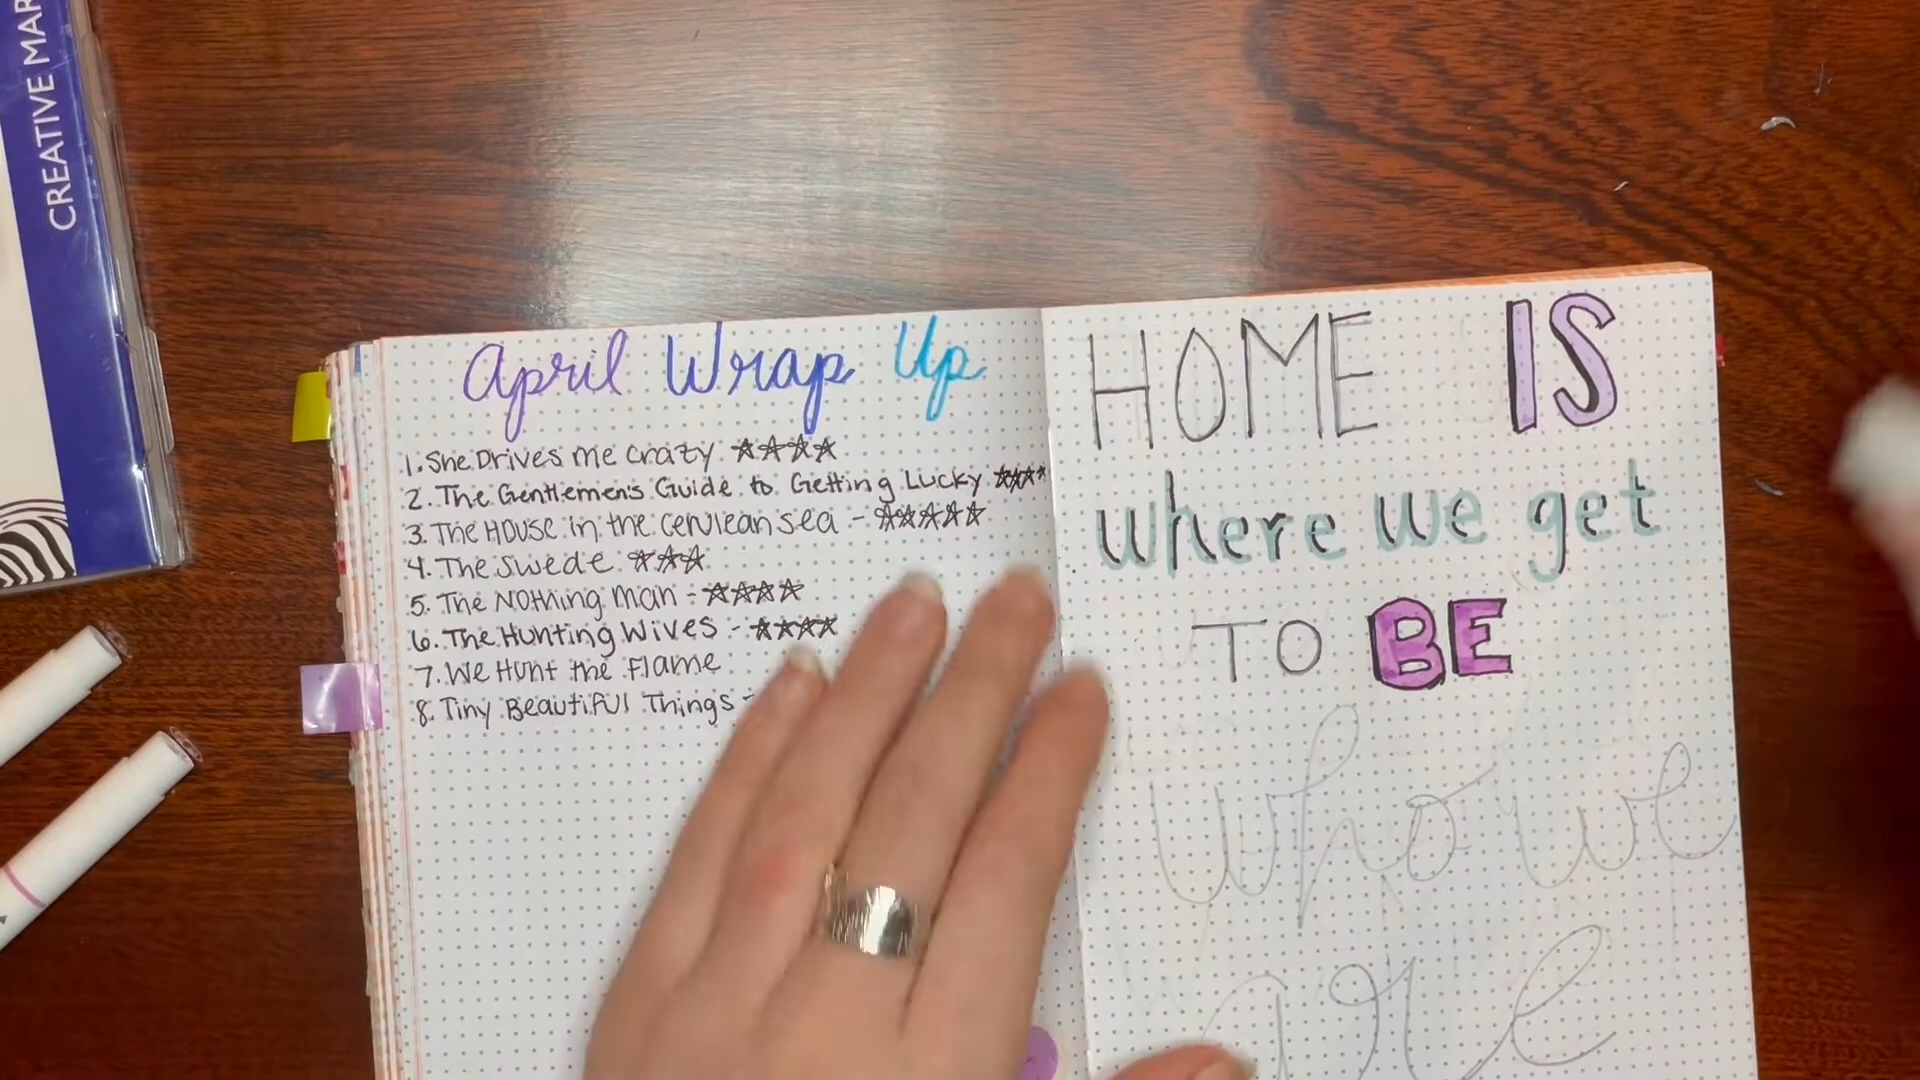 CREATIVE MAR
April Wrap Up
1. She Drives me crazy ☆☆☆☆
2. The Gentlemen's Guide to Getting Lucky ☆☆☆☆
3. The House in the cerulean sea - ☆☆☆☆☆
4. The Swede ☆☆☆
5. The Nothing man - ☆☆☆☆
6. The Hunting Wives - ☆☆☆☆
7. We Hunt the Flame
8. Tiny Beautiful Things -
HOME IS
where we get
TO BE
who we
are